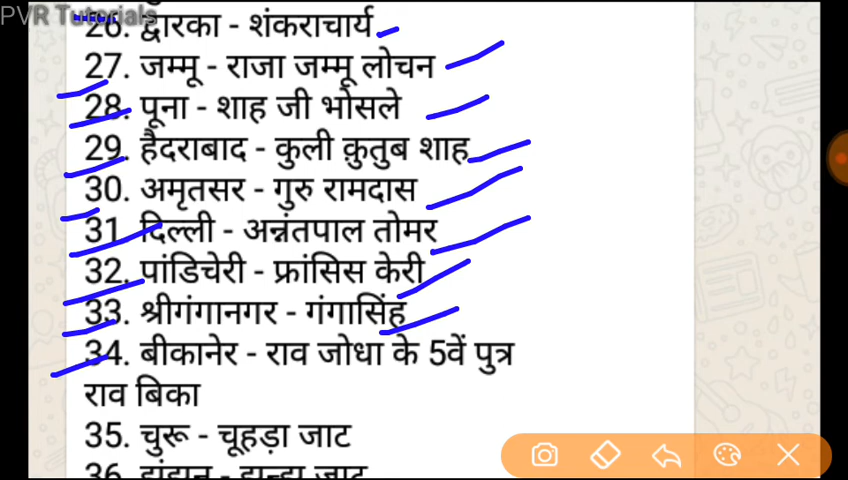 PVR Tutorials
26. द्वारका - शंकराचार्य
27. जम्मू - राजा जम्मू लोचन
28. पूना - शाह जी भोसले
29. हैदराबाद - कुली क़ुतुब शाह
30. अमृतसर - गुरु रामदास
31. दिल्ली - अन्नंतपाल तोमर
32. पांडिचेरी - फ्रांसिस केरी
33. श्रीगंगानगर - गंगासिंह
34. बीकानेर - राव जोधा के 5वें पुत्र
राव बिका
35. चुरू - चूहड़ा जाट
36.